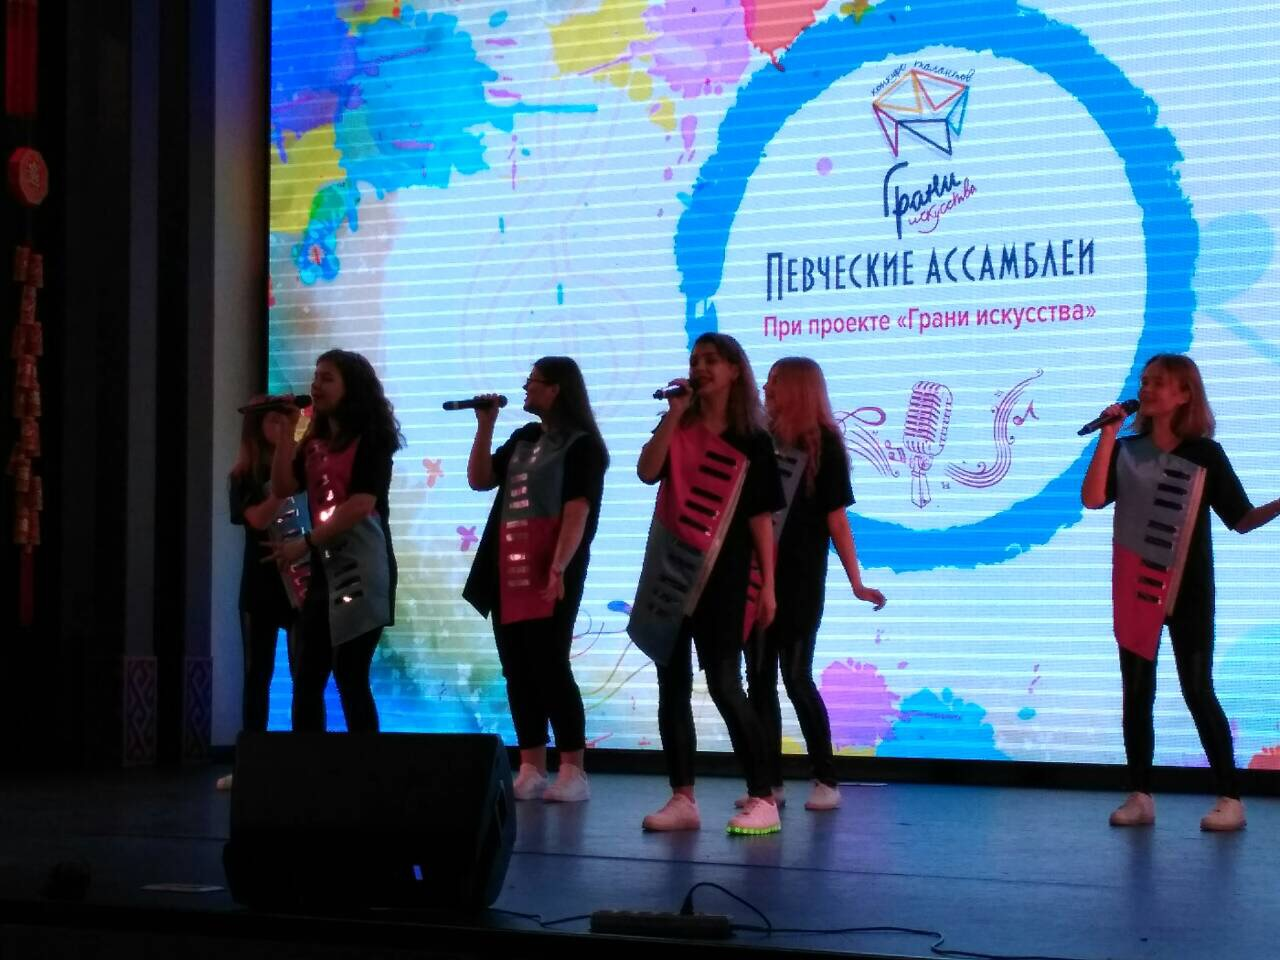 конкурс талантов
Грани
искусства
ПЕВЧЕСКИЕ АССАМБЛЕИ
При проекте «Грани искусства»